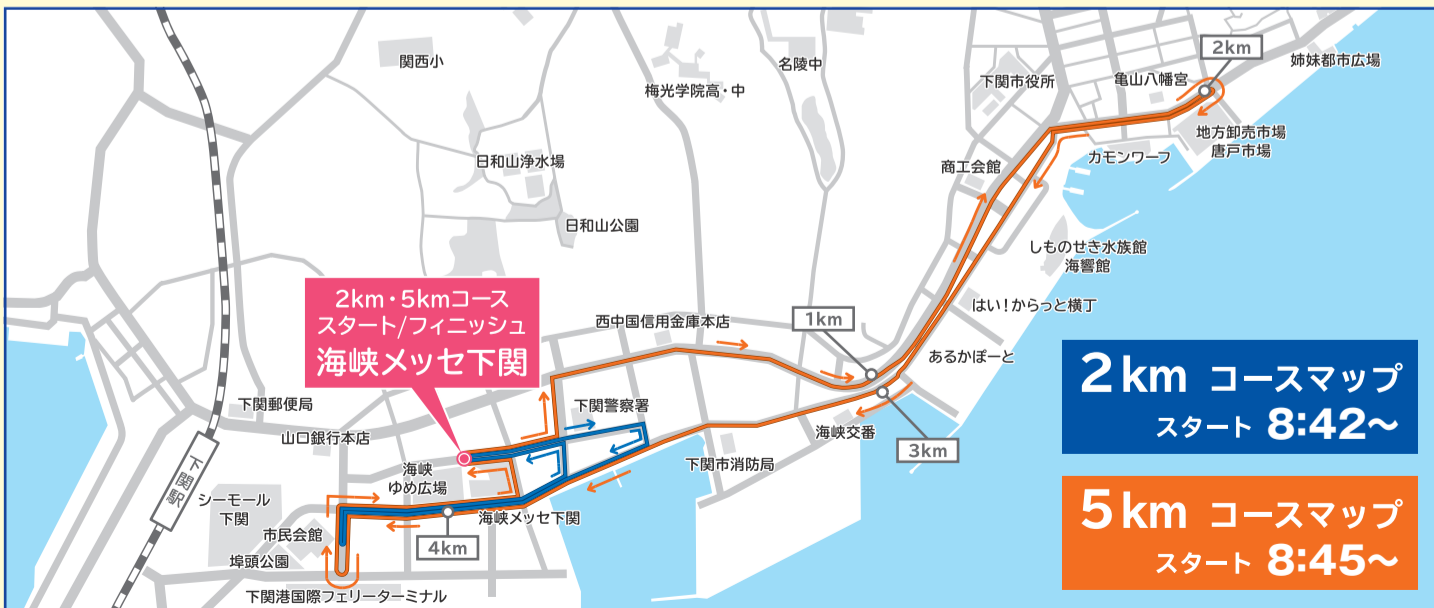 関西小
梅光学院高・中
名陵中
下関市役所
亀山八幡宮
2km
姉妹都市広場
地方卸売市場
唐戸市場
カモンワーフ
商工会館
日和山浄水場
日和山公園
しものせき水族館
海響館
はい!からっと横丁
あるかぽーと
2km・5kmコース
スタート/フィニッシュ
海峡メッセ下関
西中国信用金庫本店
1km
下関郵便局
山口銀行本店
下関警察署
海峡交番
3km
下関市消防局
下関駅
シーモール
下関
海峡
ゆめ広場
海峡メッセ下関
4km
市民会館
埠頭公園
下関港国際フェリーターミナル
2km コースマップ
スタート 8:42~
5km コースマップ
スタート 8:45~